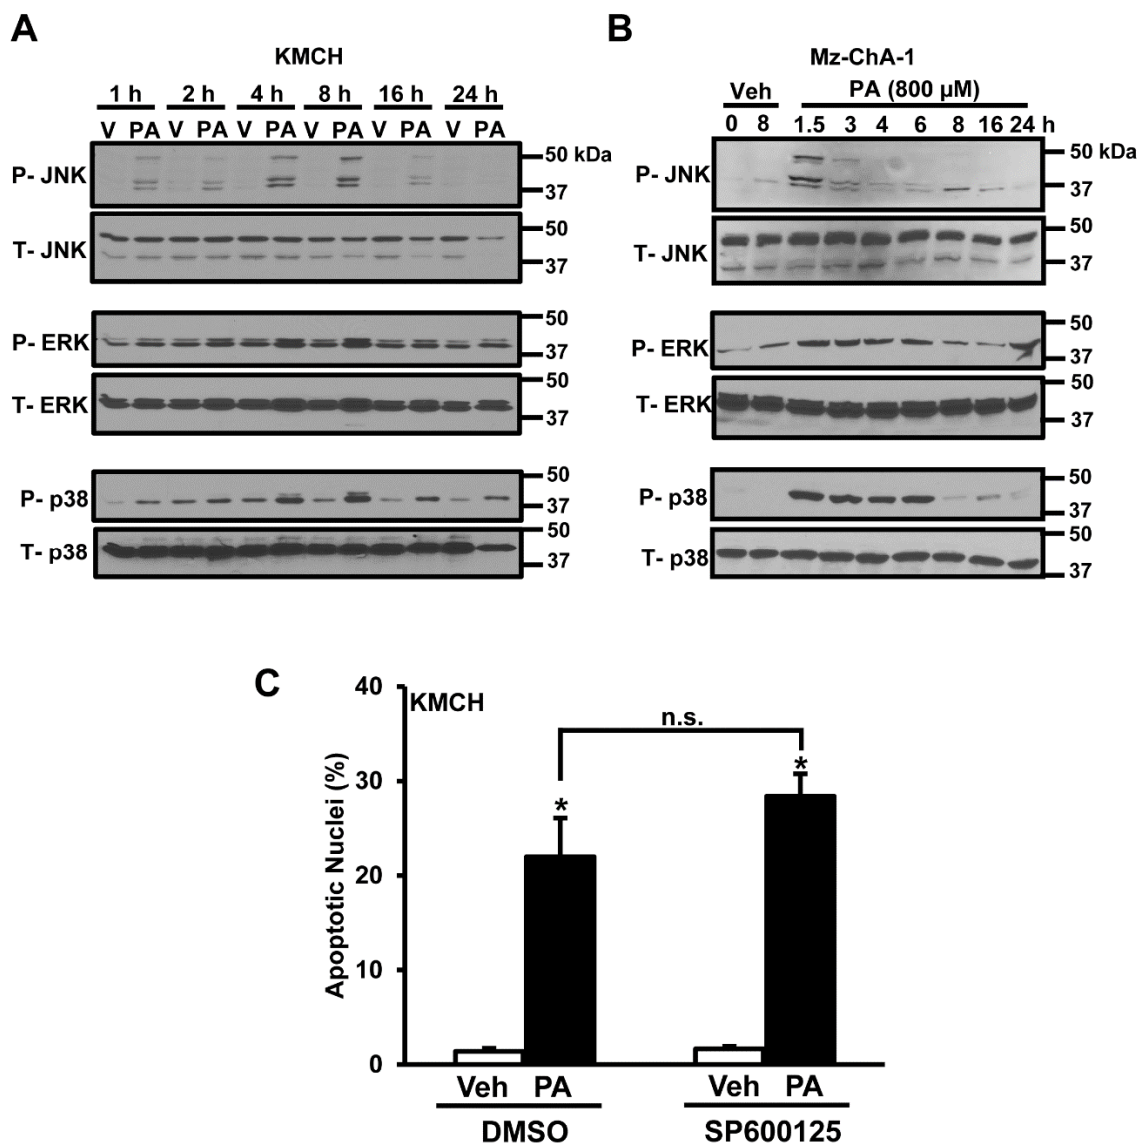 A
KMCH
1 h 2 h 4 h 8 h 16 h 24 h
V PA V PA V PA V PA V PA V PA
P- JNK
50 kDa
37
T- JNK
50
37
P- ERK
50
37
T- ERK
50
37
P- p38
50
37
T- p38
50
37
B
Mz-ChA-1
Veh PA (800 µM)
0 8 1.5 3 4 6 8 16 24 h
P- JNK
50 kDa
37
T- JNK
50
37
P- ERK
50
37
T- ERK
50
37
P- p38
50
37
T- p38
50
37
C
KMCH
Apoptotic Nuclei (%)
40
30
20
10
0
n.s.
* *
Veh PA Veh PA
DMSO SP600125